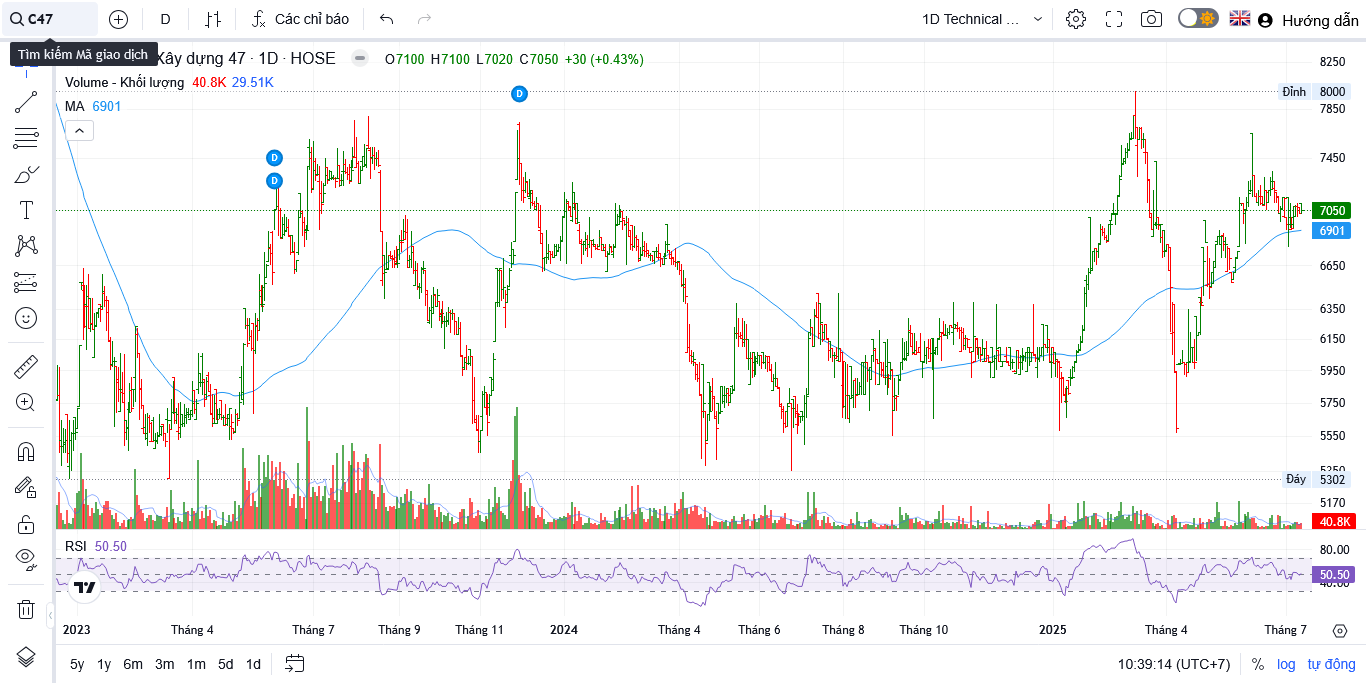 C47
D
Các chỉ báo
1D Technical ...
Hướng dẫn
Tìm kiếm Mã giao dịch
Xây dựng 47 · 1D · HOSE
O7100 H7100 L7020 C7050 +30 (+0.43%)
Volume - Khối lượng 40.8K 29.51K
MA 6901
D
D
D
8250
Đỉnh 8000
7850
7450
7050
6901
6650
6350
6150
5950
5750
5550
5250
Đáy 5302
5170
40.8K
RSI 50.50
80.00
50.50
40.00
2023 Tháng 4 Tháng 7 Tháng 9 Tháng 11 2024 Tháng 4 Tháng 6 Tháng 8 Tháng 10 2025 Tháng 4 Tháng 7
5y 1y 6m 3m 1m 5d 1d
10:39:14 (UTC+7) % log tự động